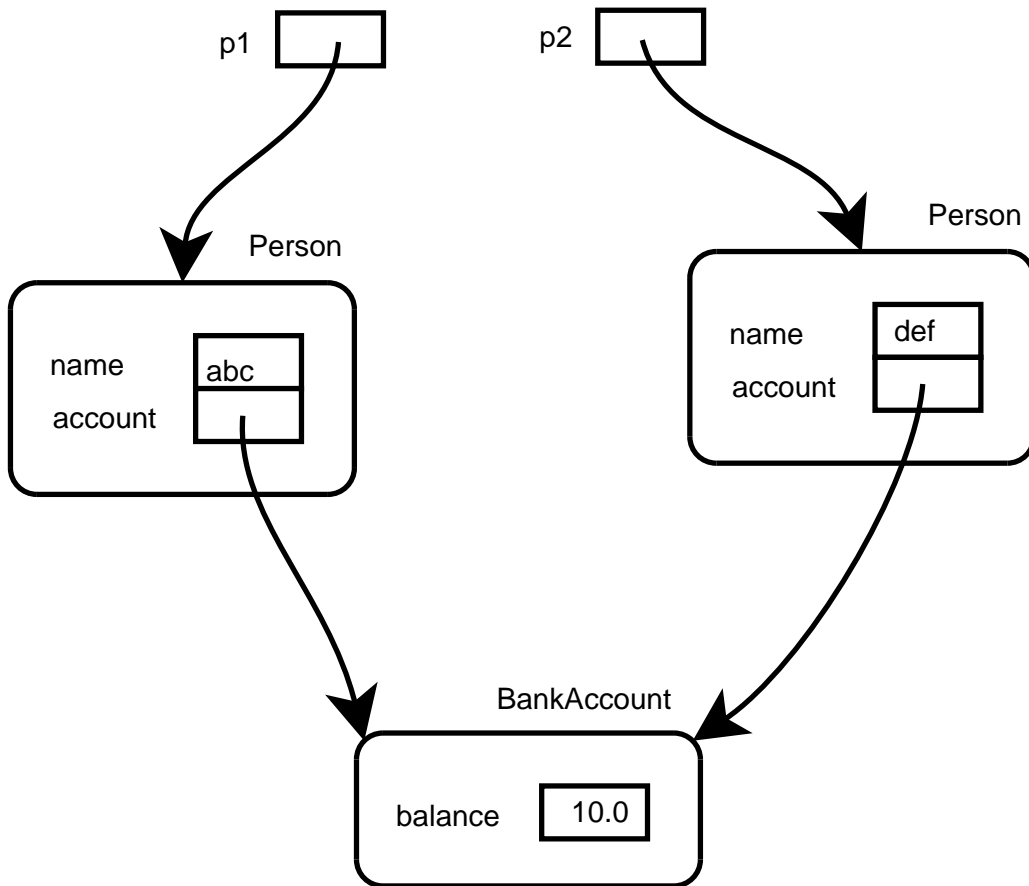 p1
p2
Person
Person
name
abc
account
name
def
account
BankAccount
balance
10.0